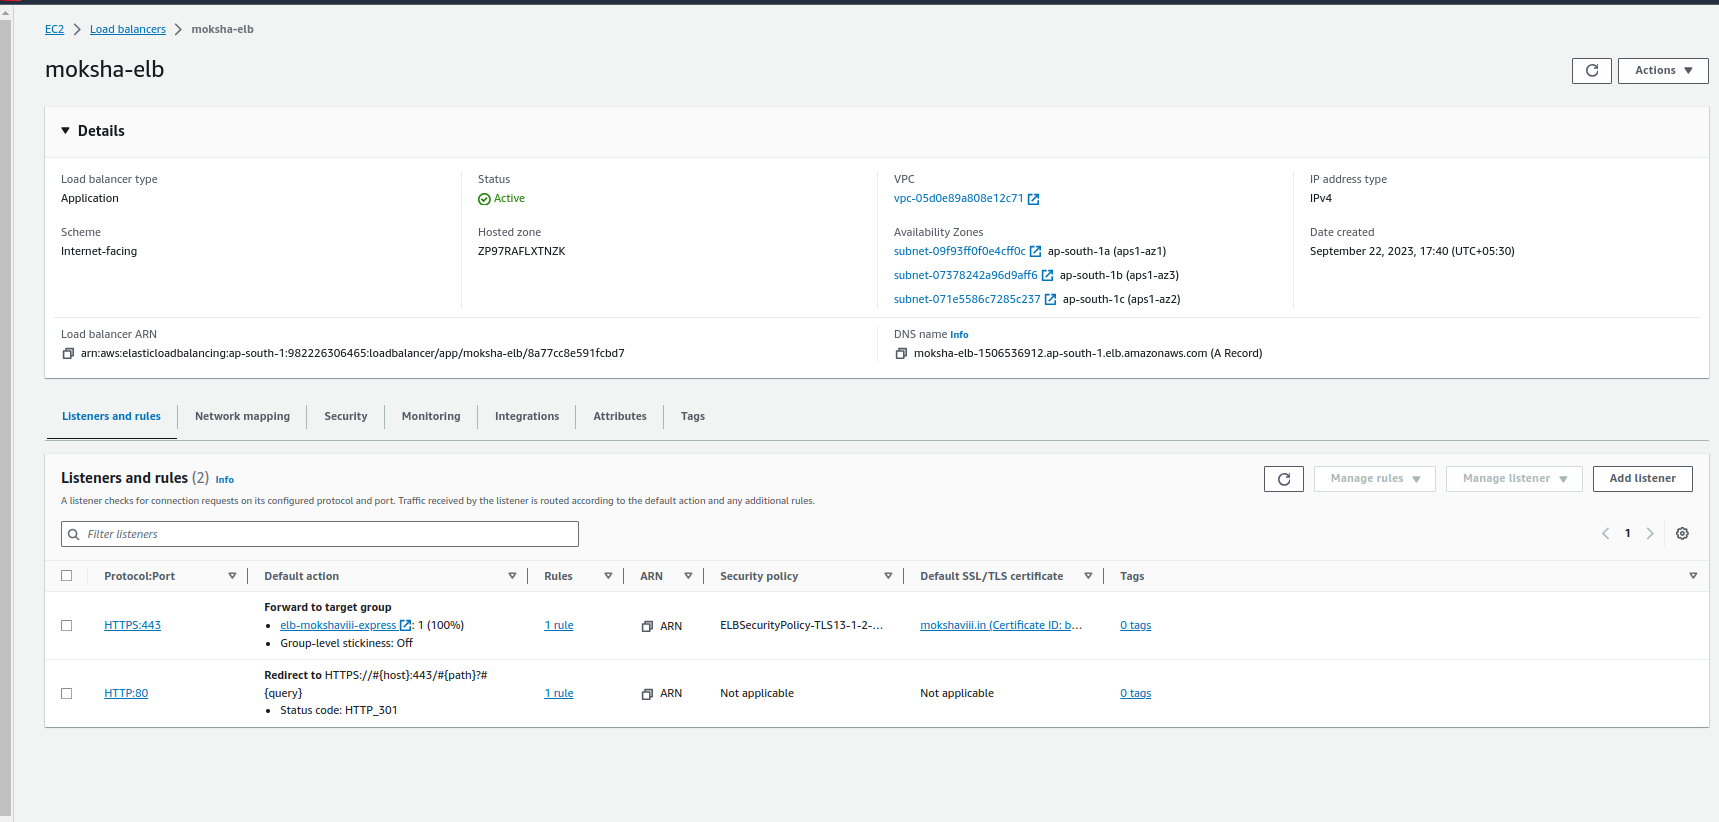 EC2 > Load balancers > moksha-elb
moksha-elb
Actions
Details
Load balancer type
Application
Status
Active
VPC
vpc-05d0e89a808e12c71
IP address type
IPv4
Scheme
Internet-facing
Hosted zone
ZP97RAFLXTNZK
Availability Zones
subnet-09f93ff0f0e4cff0c ap-south-1a (aps1-az1)
subnet-07378242a96d9aff6 ap-south-1b (aps1-az3)
subnet-071e5586c7285c237 ap-south-1c (aps1-az2)
Date created
September 22, 2023, 17:40 (UTC+05:30)
Load balancer ARN
arn:aws:elasticloadbalancing:ap-south-1:982226306465:loadbalancer/app/moksha-elb/8a77cc8e591fcbd7
DNS name Info
moksha-elb-1506536912.ap-south-1.elb.amazonaws.com (A Record)
Listeners and rules Network mapping Security Monitoring Integrations Attributes Tags
Listeners and rules (2) Info
Manage rules Manage listener Add listener
A listener checks for connection requests on its configured protocol and port. Traffic received by the listener is routed according to the default action and any additional rules.
Filter listeners
1
Protocol:Port Default action Rules ARN Security policy Default SSL/TLS certificate Tags
HTTPS:443
Forward to target group
• elb-mokshaviii-express : 1 (100%)
• Group-level stickiness: Off
1 rule
ARN
ELBSecurityPolicy-TLS13-1-2-...
mokshaviii.in (Certificate ID: b...
0 tags
HTTP:80
Redirect to HTTPS://#{host}:443/#{path}?#
{query}
• Status code: HTTP_301
1 rule
ARN
Not applicable
Not applicable
0 tags